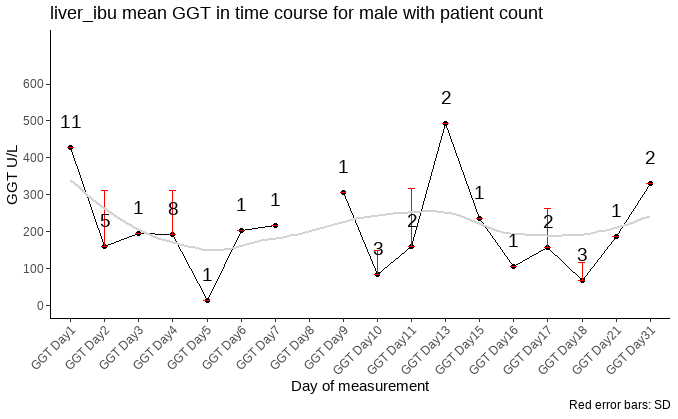 liver_ibu mean GGT in time course for male with patient count
GGT U/L
600
500
400
300
200
100
0
11
5
1
8
1
1
1
1
3
2
2
1
1
2
3
1
2
GGT Day1
GGT Day2
GGT Day3
GGT Day4
GGT Day5
GGT Day6
GGT Day7
GGT Day8
GGT Day9
GGT Day10
GGT Day11
GGT Day13
GGT Day15
GGT Day16
GGT Day17
GGT Day18
GGT Day21
GGT Day31
Day of measurement
Red error bars: SD